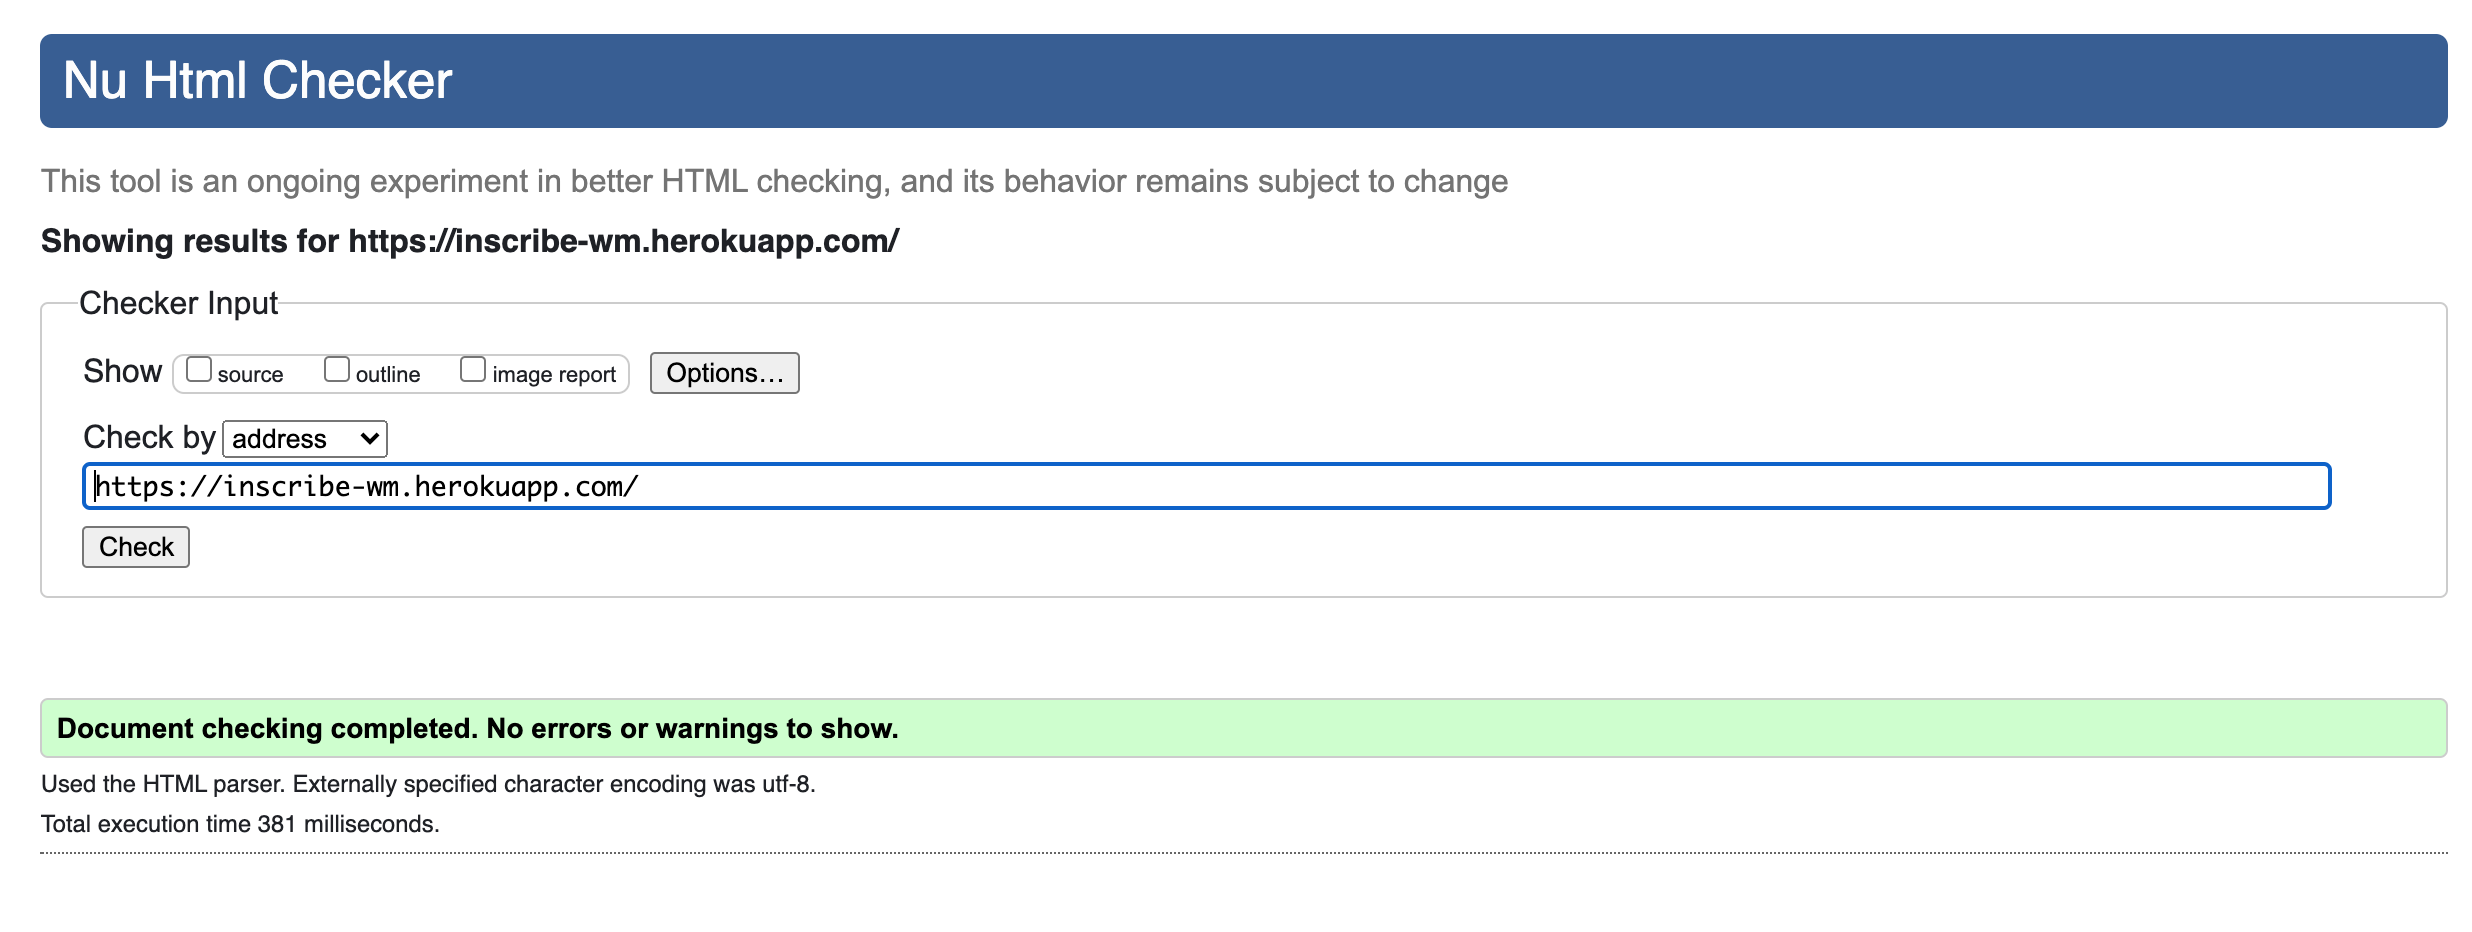 Nu Html Checker
This tool is an ongoing experiment in better HTML checking, and its behavior remains subject to change
Showing results for https://inscribe-wm.herokuapp.com/
Checker Input
Show source outline image report Options…
Check by address
https://inscribe-wm.herokuapp.com/
Check
Document checking completed. No errors or warnings to show.
Used the HTML parser. Externally specified character encoding was utf-8.
Total execution time 381 milliseconds.